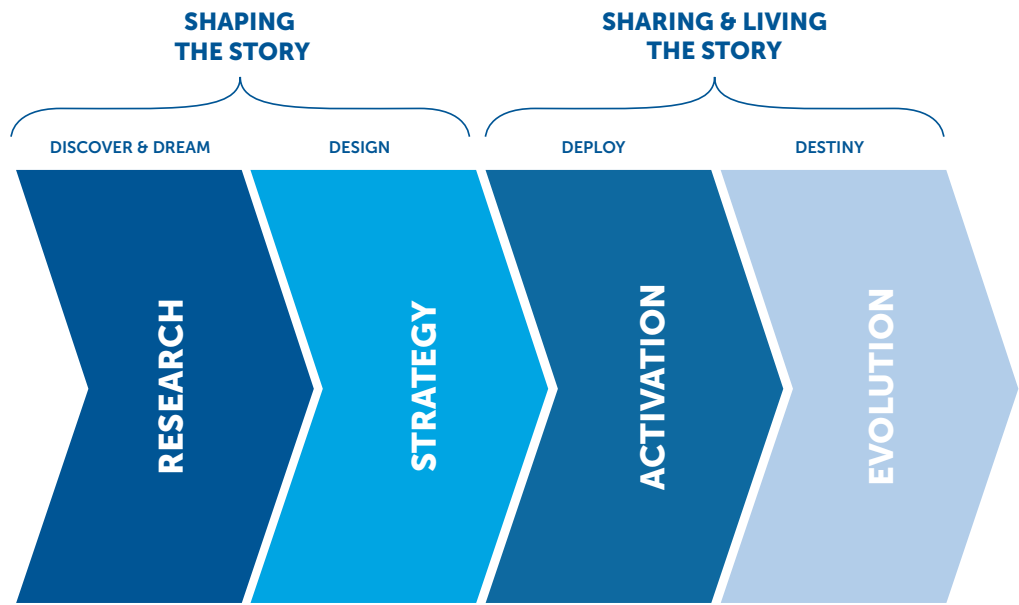 SHAPING
THE STORY
SHARING & LIVING
THE STORY
DISCOVER & DREAM
DESIGN
DEPLOY
DESTINY
RESEARCH
STRATEGY
ACTIVATION
EVOLUTION